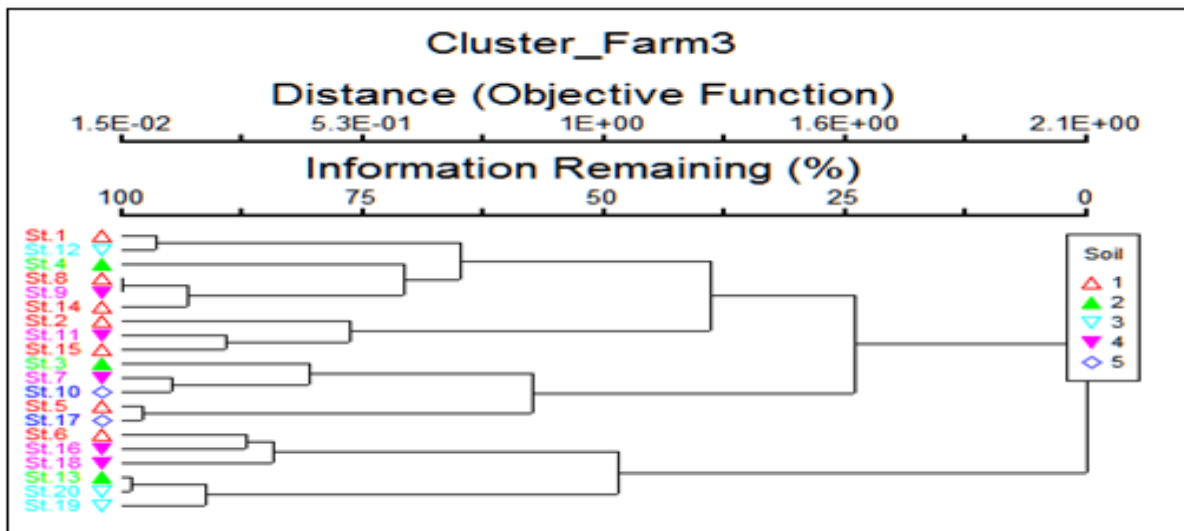 Cluster_Farm3
Distance (Objective Function)
1.5E-02 5.3E-01 1E+00 1.6E+00 2.1E+00
Information Remaining (%)
100 75 50 25 0
St.1
St.12
St.4
St.8
St.9
St.14
St.2
St.11
St.15
St.3
St.7
St.10
St.5
St.17
St.6
St.16
St.18
St.13
St.20
St.19
Soil
1
2
3
4
5